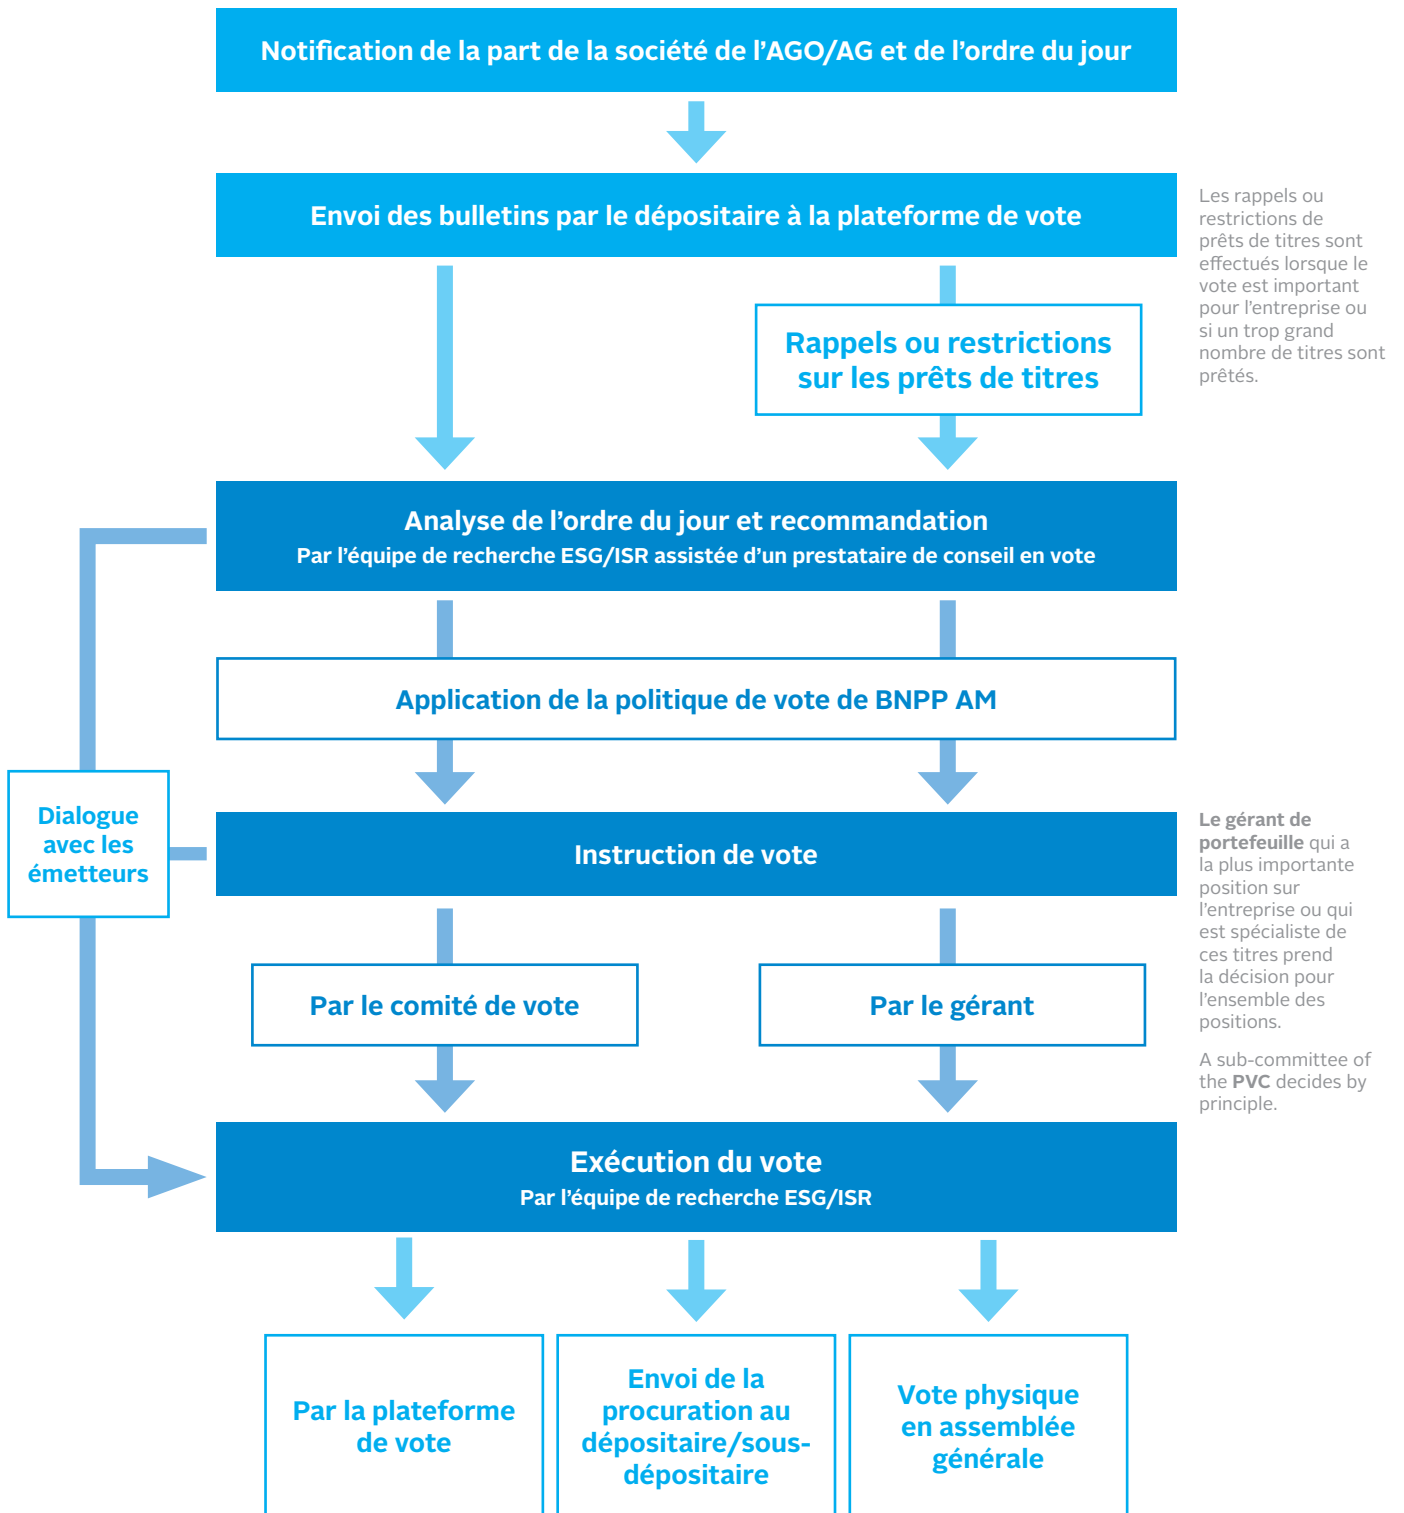 Notification de la part de la société de l’AGO/AG et de l’ordre du jour
Envoi des bulletins par le dépositaire à la plateforme de vote
Les rappels ou
restrictions de
prêts de titres sont
effectués lorsque le
vote est important
pour l’entreprise ou
si un trop grand
nombre de titres sont
prêtés.
Rappels ou restrictions
sur les prêts de titres
Analyse de l’ordre du jour et recommandation
Par l’équipe de recherche ESG/ISR assistée d’un prestataire de conseil en vote
Application de la politique de vote de BNPP AM
Dialogue
avec les
émetteurs
Instruction de vote
Le gérant de
portefeuille qui a
la plus importante
position sur
l’entreprise ou qui
est spécialiste de
ces titres prend
la décision pour
l’ensemble des
positions.
A sub-committee of
the PVC decides by
principle.
Par le comité de vote
Par le gérant
Exécution du vote
Par l’équipe de recherche ESG/ISR
Par la plateforme
de vote
Envoi de la
procuration au
dépositaire/sous-
dépositaire
Vote physique
en assemblée
générale